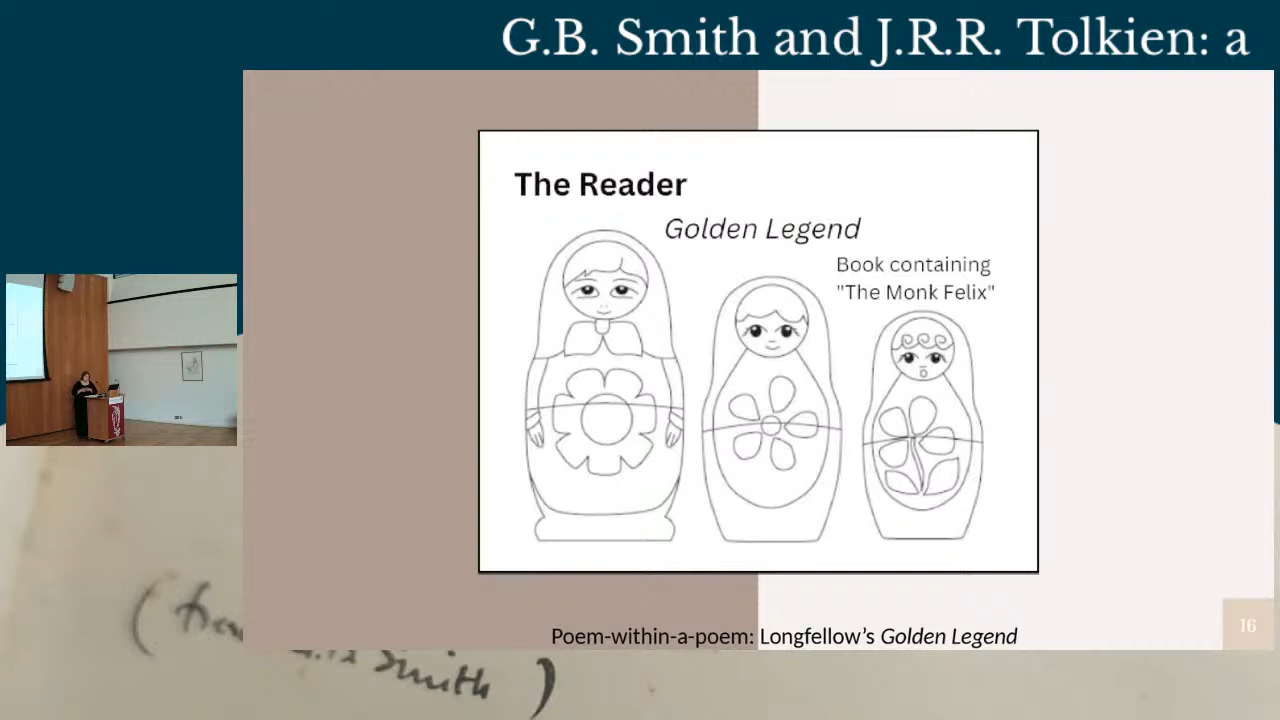 G.B. Smith and J.R.R. Tolkien: a
The Reader
Golden Legend
Book containing
"The Monk Felix"
Poem-within-a-poem: Longfellow's Golden Legend
16
(from
Smith )